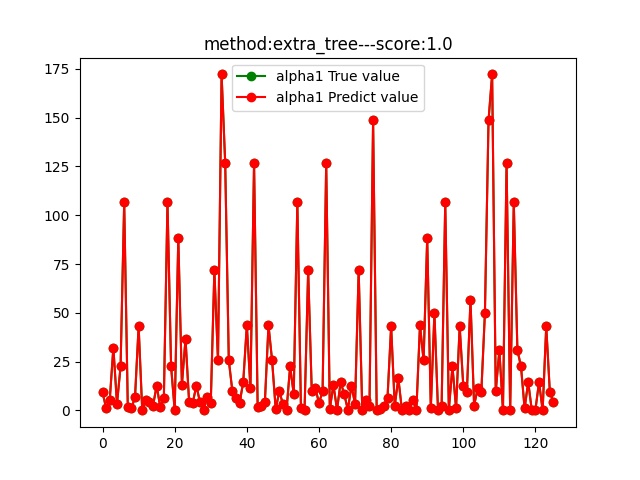 method:extra_tree---score:1.0
alpha1 True value
alpha1 Predict value
175
150
125
100
75
50
25
0
0 20 40 60 80 100 120